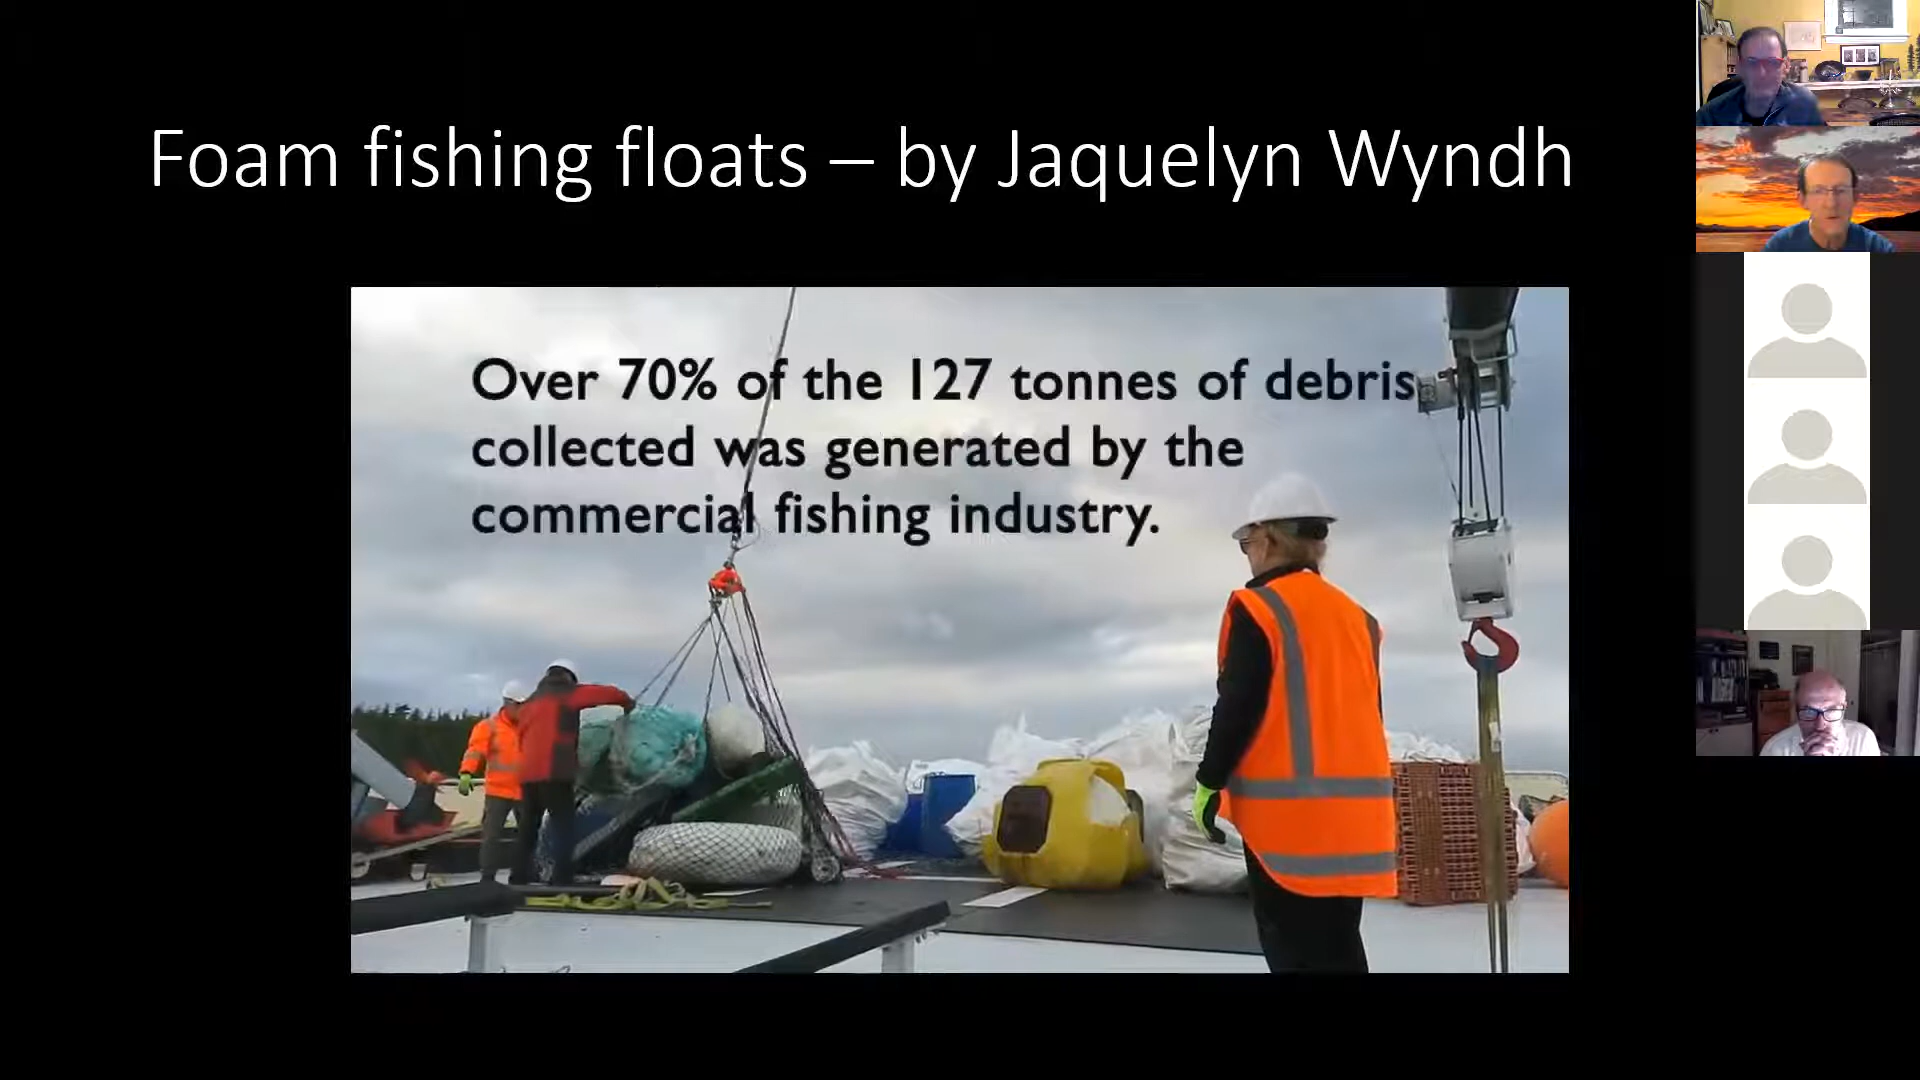 Foam fishing floats – by Jaquelyn Wyndh
Over 70% of the 127 tonnes of debris
collected was generated by the
commercial fishing industry.